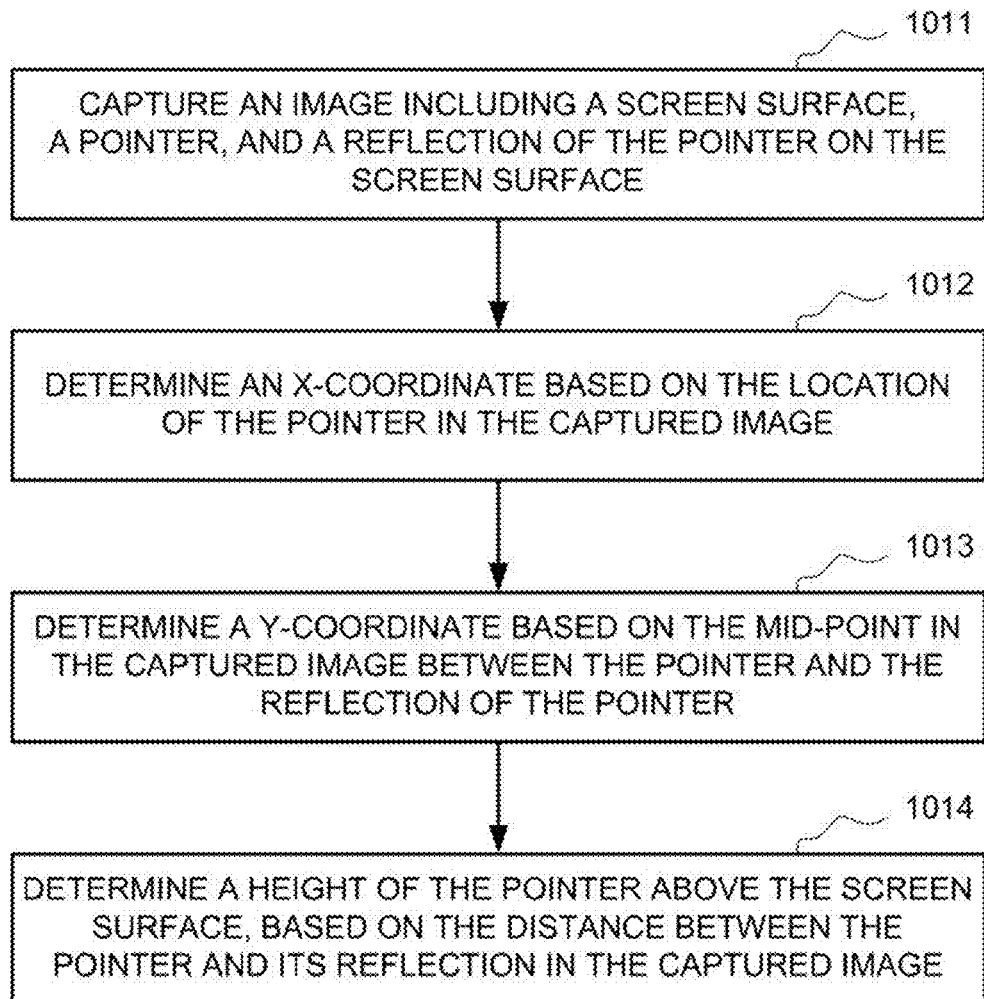 1011
CAPTURE AN IMAGE INCLUDING A SCREEN SURFACE,
A POINTER, AND A REFLECTION OF THE POINTER ON THE
SCREEN SURFACE
1012
DETERMINE AN X-COORDINATE BASED ON THE LOCATION
OF THE POINTER IN THE CAPTURED IMAGE
1013
DETERMINE A Y-COORDINATE BASED ON THE MID-POINT IN
THE CAPTURED IMAGE BETWEEN THE POINTER AND THE
REFLECTION OF THE POINTER
1014
DETERMINE A HEIGHT OF THE POINTER ABOVE THE SCREEN
SURFACE, BASED ON THE DISTANCE BETWEEN THE
POINTER AND ITS REFLECTION IN THE CAPTURED IMAGE